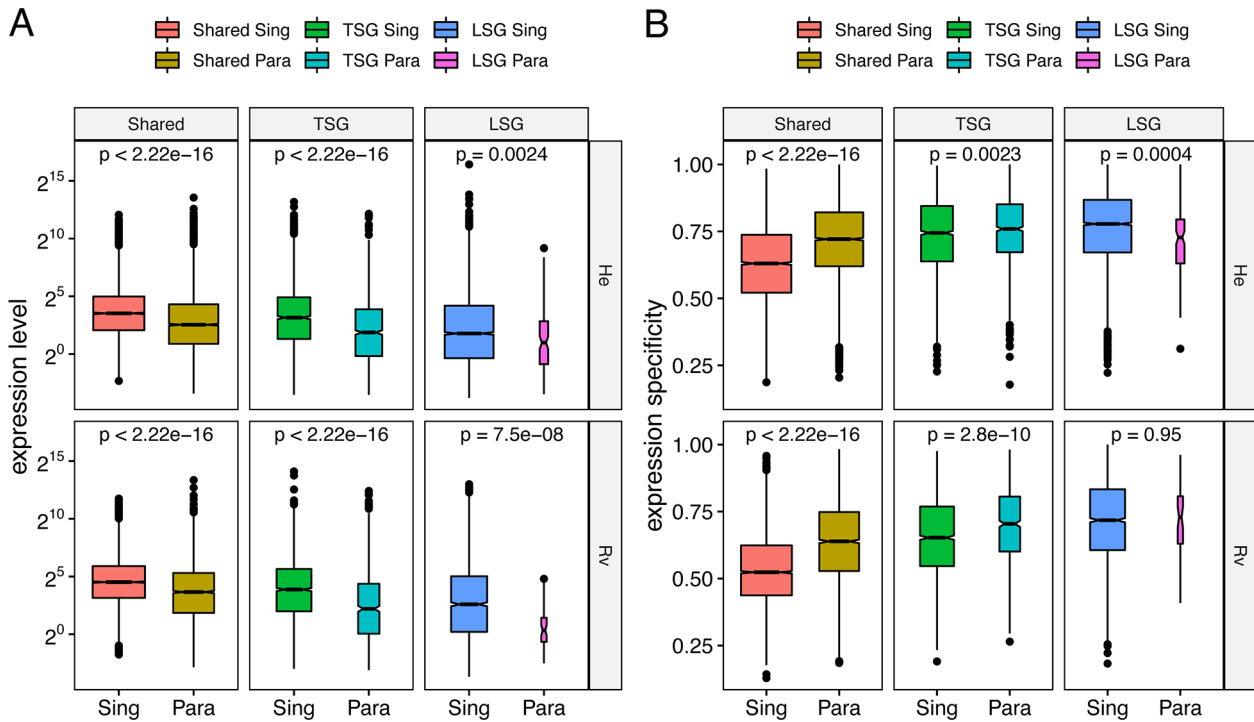 A
Shared Sing TSG Sing LSG Sing
Shared Para TSG Para LSG Para
Shared TSG LSG
p < 2.22e−16 p < 2.22e−16 p = 0.0024
2^15
2^10
2^5
2^0
He
expression level
p < 2.22e−16 p < 2.22e−16 p = 7.5e−08
2^15
2^10
2^5
2^0
Rv
Sing Para Sing Para Sing Para
B
Shared Sing TSG Sing LSG Sing
Shared Para TSG Para LSG Para
Shared TSG LSG
p < 2.22e−16 p = 0.0023 p = 0.0004
1.00
0.75
0.50
0.25
He
expression specificity
p < 2.22e−16 p = 2.8e−10 p = 0.95
1.00
0.75
0.50
0.25
Rv
Sing Para Sing Para Sing Para